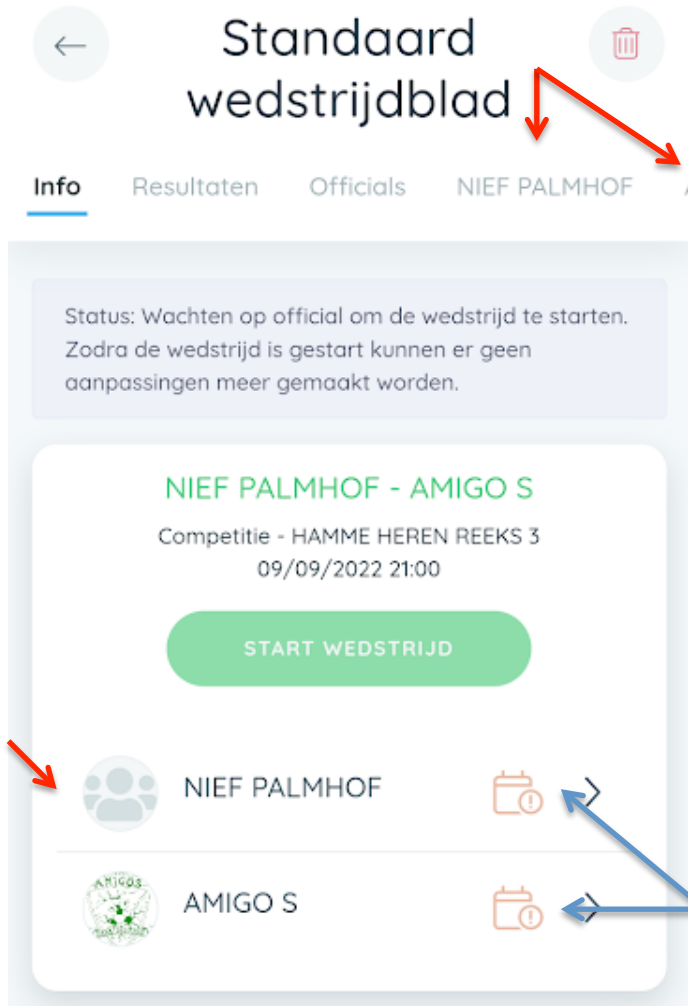 Standaard
wedstrijdblad
Info Resultaten Officials NIEF PALMHOF
Status: Wachten op official om de wedstrijd te starten.
Zodra de wedstrijd is gestart kunnen er geen
aanpassingen meer gemaakt worden.
NIEF PALMHOF - AMIGO S
Competitie - HAMME HEREN REEKS 3
09/09/2022 21:00
START WEDSTRIJD
NIEF PALMHOF
AMIGOS
AMIGO S